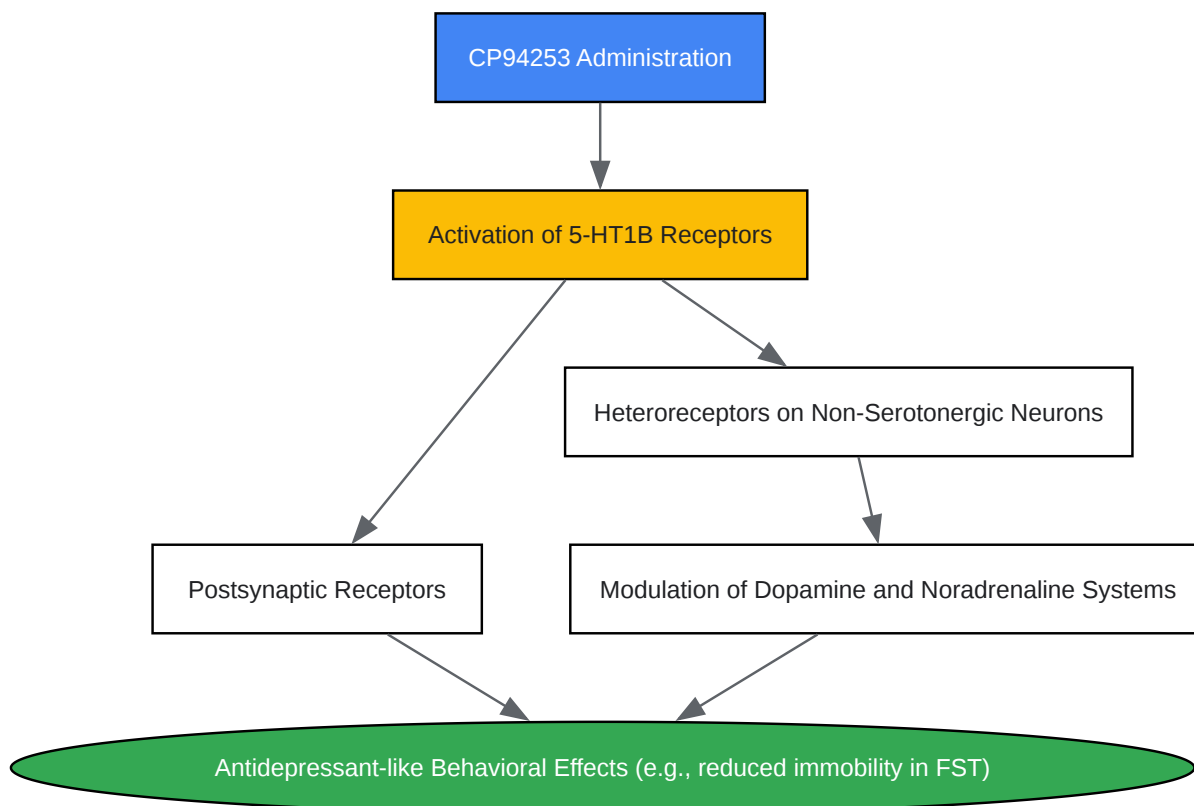 CP94253 Administration
Activation of 5-HT1B Receptors
Heteroreceptors on Non-Serotonergic Neurons
Postsynaptic Receptors
Modulation of Dopamine and Noradrenaline Systems
Antidepressant-like Behavioral Effects (e.g., reduced immobility in FST)